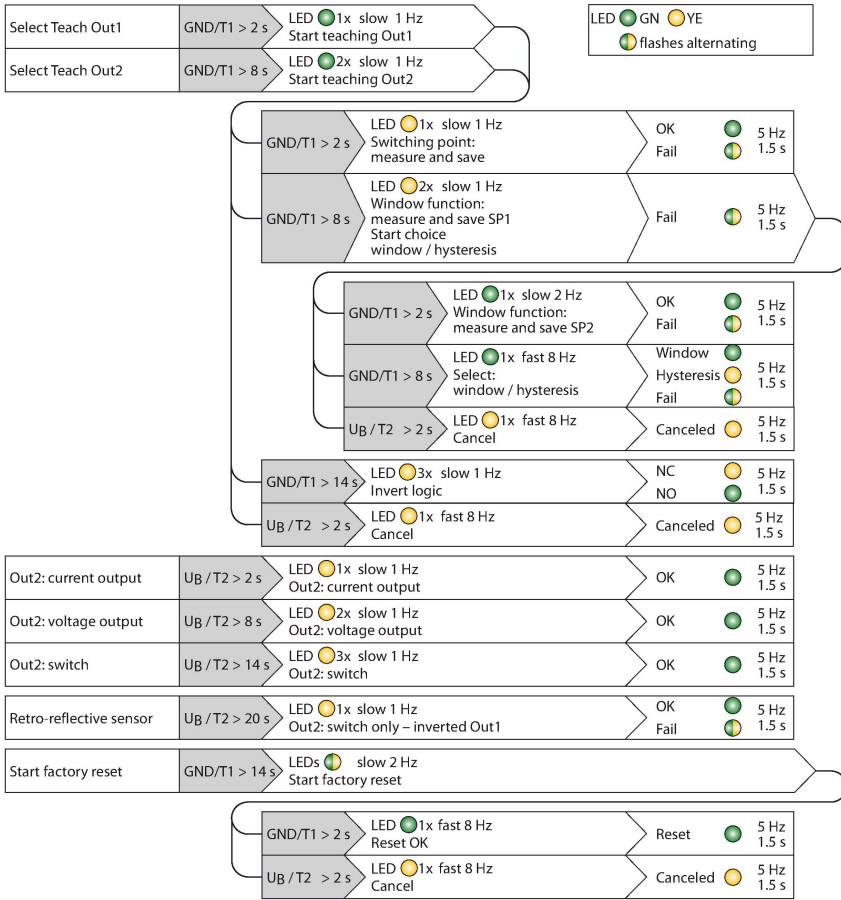 Select Teach Out1 GND/T1 > 2 s LED 1x slow 1 Hz
Start teaching Out1
LED GN YE
flashes alternating
Select Teach Out2 GND/T1 > 8 s LED 2x slow 1 Hz
Start teaching Out2
GND/T1 > 2 s LED 1x slow 1 Hz
Switching point:
measure and save
OK
Fail
5 Hz
1.5 s
GND/T1 > 8 s LED 2x slow 1 Hz
Window function:
measure and save SP1
Start choice
window / hysteresis
Fail
5 Hz
1.5 s
GND/T1 > 2 s LED 1x slow 2 Hz
Window function:
measure and save SP2
OK
Fail
5 Hz
1.5 s
GND/T1 > 8 s LED 1x fast 8 Hz
Select:
window / hysteresis
Window
Hysteresis
Fail
5 Hz
1.5 s
UB / T2 > 2 s LED 1x fast 8 Hz
Cancel
Canceled
5 Hz
1.5 s
GND/T1 > 14 s LED 3x slow 1 Hz
Invert logic
NC
NO
5 Hz
1.5 s
UB / T2 > 2 s LED 1x fast 8 Hz
Cancel
Canceled
5 Hz
1.5 s
Out2: current output UB / T2 > 2 s LED 1x slow 1 Hz
Out2: current output
OK
5 Hz
1.5 s
Out2: voltage output UB / T2 > 8 s LED 2x slow 1 Hz
Out2: voltage output
OK
5 Hz
1.5 s
Out2: switch UB / T2 > 14 s LED 3x slow 1 Hz
Out2: switch
OK
5 Hz
1.5 s
Retro-reflective sensor UB / T2 > 20 s LED 1x slow 1 Hz
Out2: switch only – inverted Out1
OK
Fail
5 Hz
1.5 s
Start factory reset GND/T1 > 14 s LEDs slow 2 Hz
Start factory reset
GND/T1 > 2 s LED 1x fast 8 Hz
Reset OK
Reset
5 Hz
1.5 s
UB / T2 > 2 s LED 1x fast 8 Hz
Cancel
Canceled
5 Hz
1.5 s